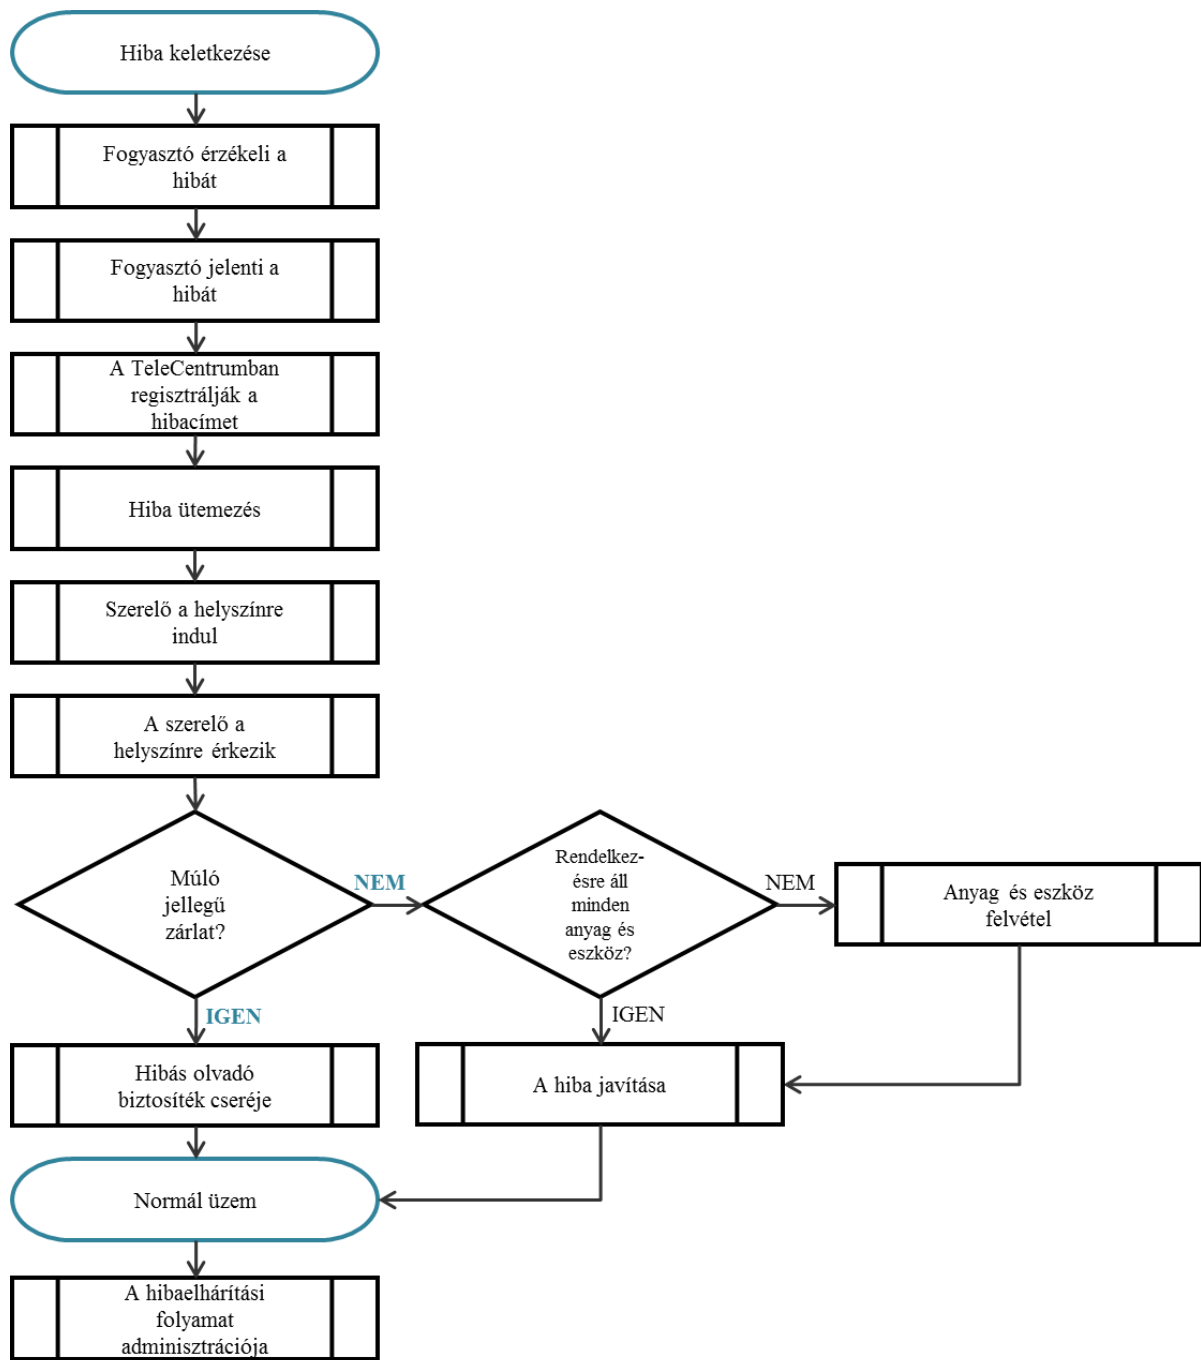 Hiba keletkezése
Fogyasztó érzékeli a
hibát
Fogyasztó jelenti a
hibát
A TeleCentrumban
regisztrálják a
hibacímet
Hiba ütemezés
Szerelő a helyszínre
indul
A szerelő a
helyszínre érkezik
Múló
jellegű
zárlat?
NEM
Rendelkez-
ésre áll
minden
anyag és
eszköz?
NEM
Anyag és eszköz
felvétel
IGEN
IGEN
Hibás olvadó
biztosíték cseréje
A hiba javítása
Normál üzem
A hibaelhárítási
folyamat
adminisztrációja